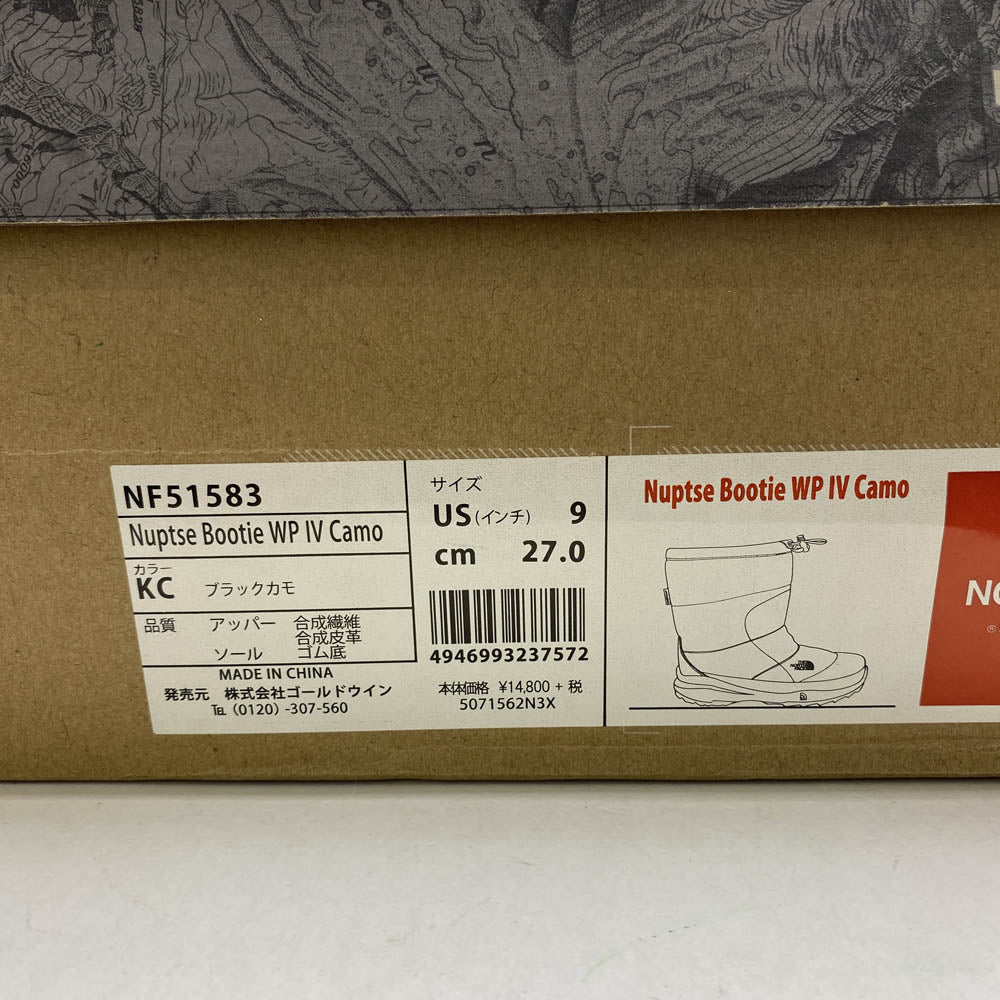 NF51583
Nuptse Bootie WP IV Camo
カラー
KC ブラックカモ
品質 アッパー 合成繊維
合成皮革
ソール ゴム底
MADE IN CHINA
発売元 株式会社ゴールドウイン
℡ (0120) -307-560
サイズ
US (インチ) 9
cm 27.0
4946993237572
本体価格 ¥14,800 + 税
5071562N3X
Nuptse Bootie WP IV Camo
NO
®